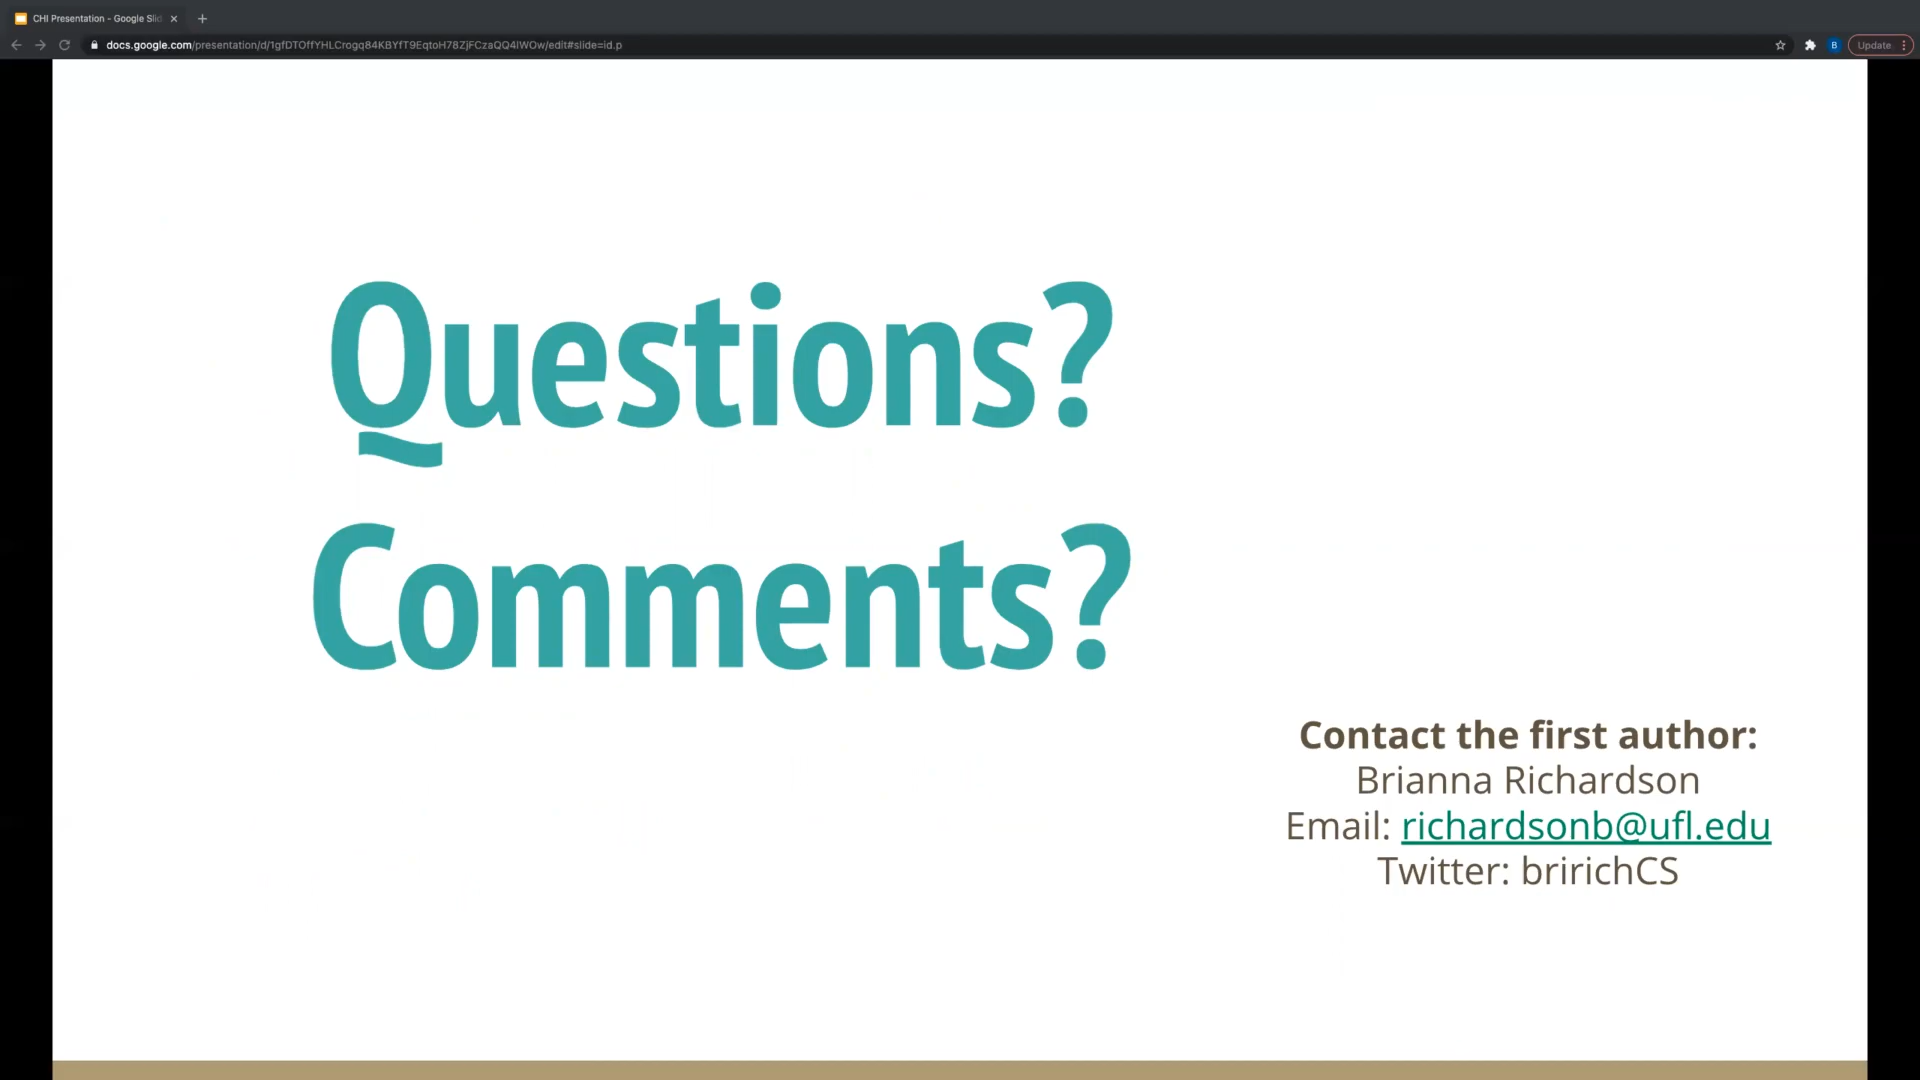 CHI Presentation - Google Slid
docs.google.com/presentation/d/1gfDTOffYHLCrogq84KBYfT9EqtoH78ZjFCzaQQ4lWOw/edit#slide=id.p
B
Update
Questions?
Comments?
Contact the first author:
Brianna Richardson
Email: richardsonb@ufl.edu
Twitter: bririchCS